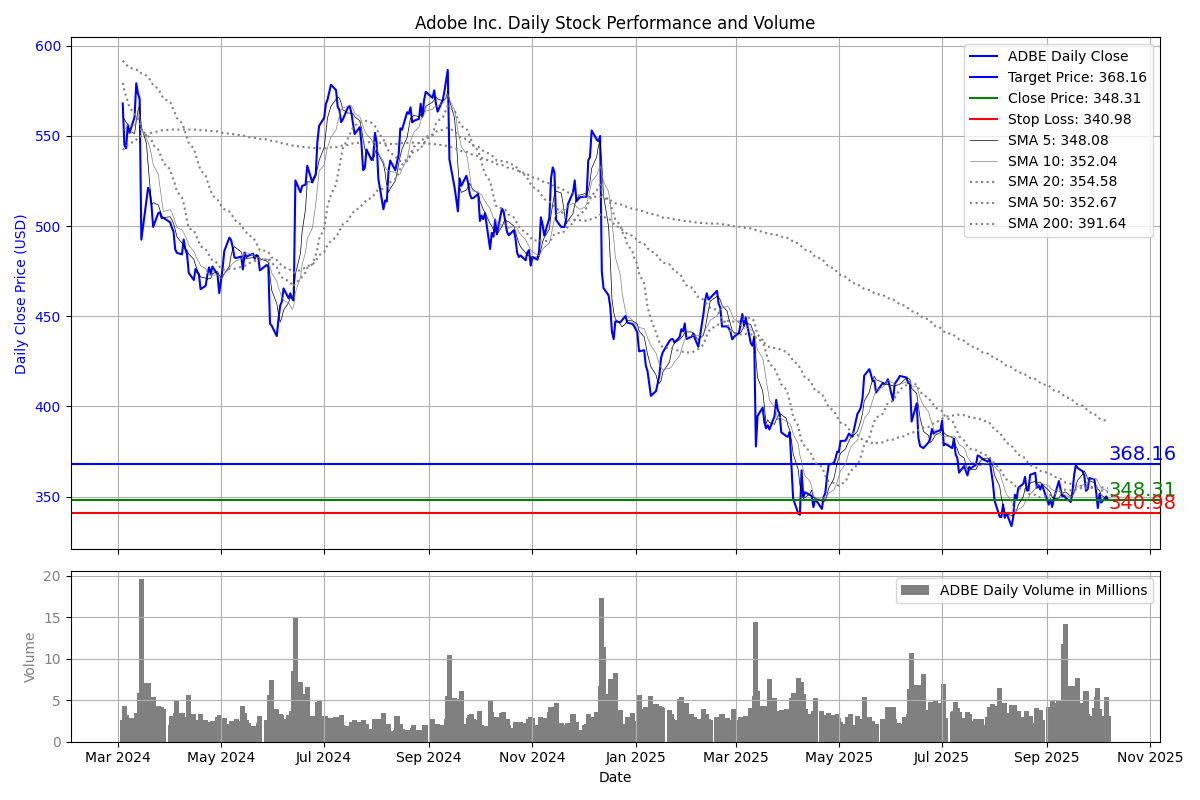 Adobe Inc. Daily Stock Performance and Volume
Daily Close Price (USD)
600
550
500
450
400
350
ADBE Daily Close
Target Price: 368.16
Close Price: 348.31
Stop Loss: 340.98
SMA 5: 348.08
SMA 10: 352.04
SMA 20: 354.58
SMA 50: 352.67
SMA 200: 391.64
368.16
348.31
340.98
Volume
20
15
10
5
0
ADBE Daily Volume in Millions
Mar 2024 May 2024 Jul 2024 Sep 2024 Nov 2024 Jan 2025 Mar 2025 May 2025 Jul 2025 Sep 2025 Nov 2025
Date